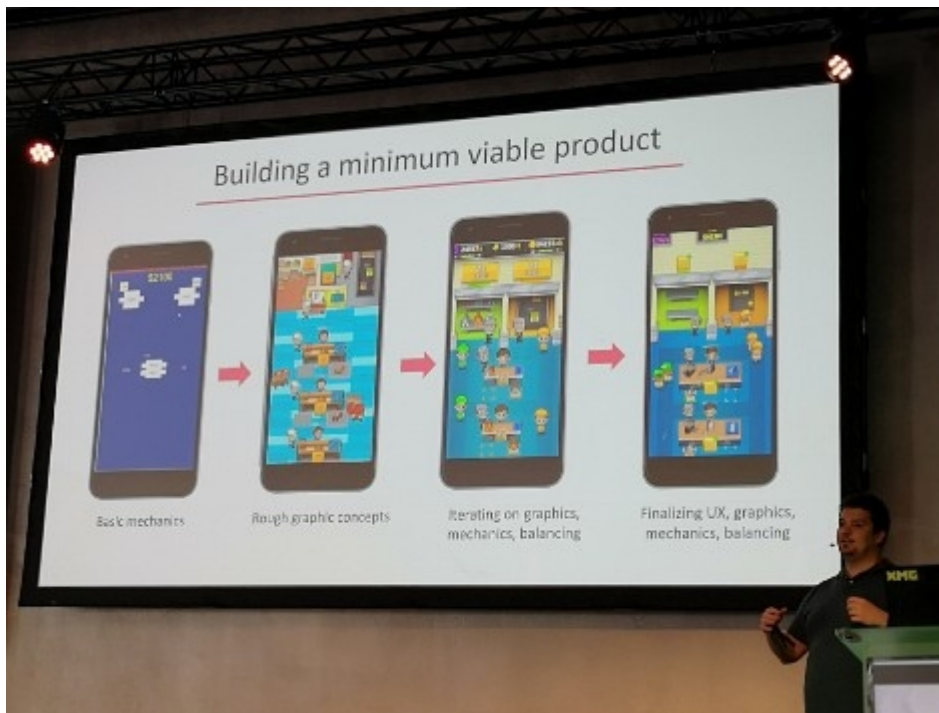 Building a minimum viable product
Basic mechanics
Rough graphic concepts
Iterating on graphics,
mechanics, balancing
Finalizing UX, graphics,
mechanics, balancing
XMG